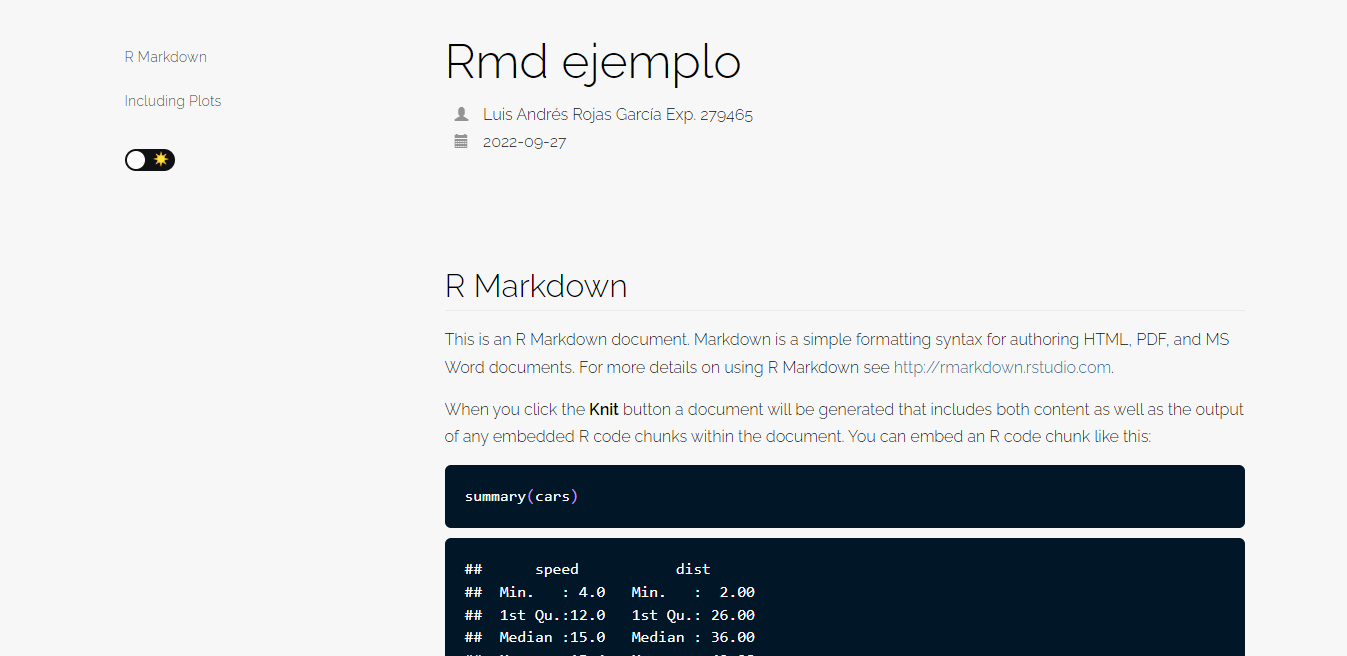 R Markdown
Including Plots
Rmd ejemplo
Luis Andrés Rojas García Exp. 279465
2022-09-27
R Markdown
This is an R Markdown document. Markdown is a simple formatting syntax for authoring HTML, PDF, and MS
Word documents. For more details on using R Markdown see http://rmarkdown.rstudio.com.
When you click the Knit button a document will be generated that includes both content as well as the output
of any embedded R code chunks within the document. You can embed an R code chunk like this:
summary(cars)
##      speed           dist
##  Min.   : 4.0   Min.   :  2.00
##  1st Qu.:12.0   1st Qu.: 26.00
##  Median :15.0   Median : 36.00